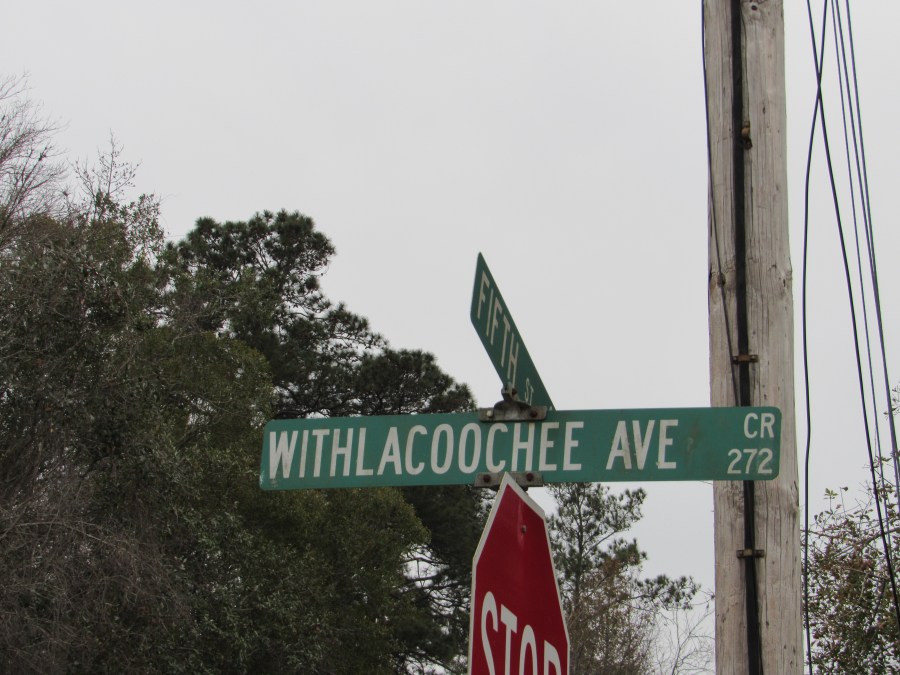 FIFTH ST
WITHLACOOCHEE AVE CR 272
STOP